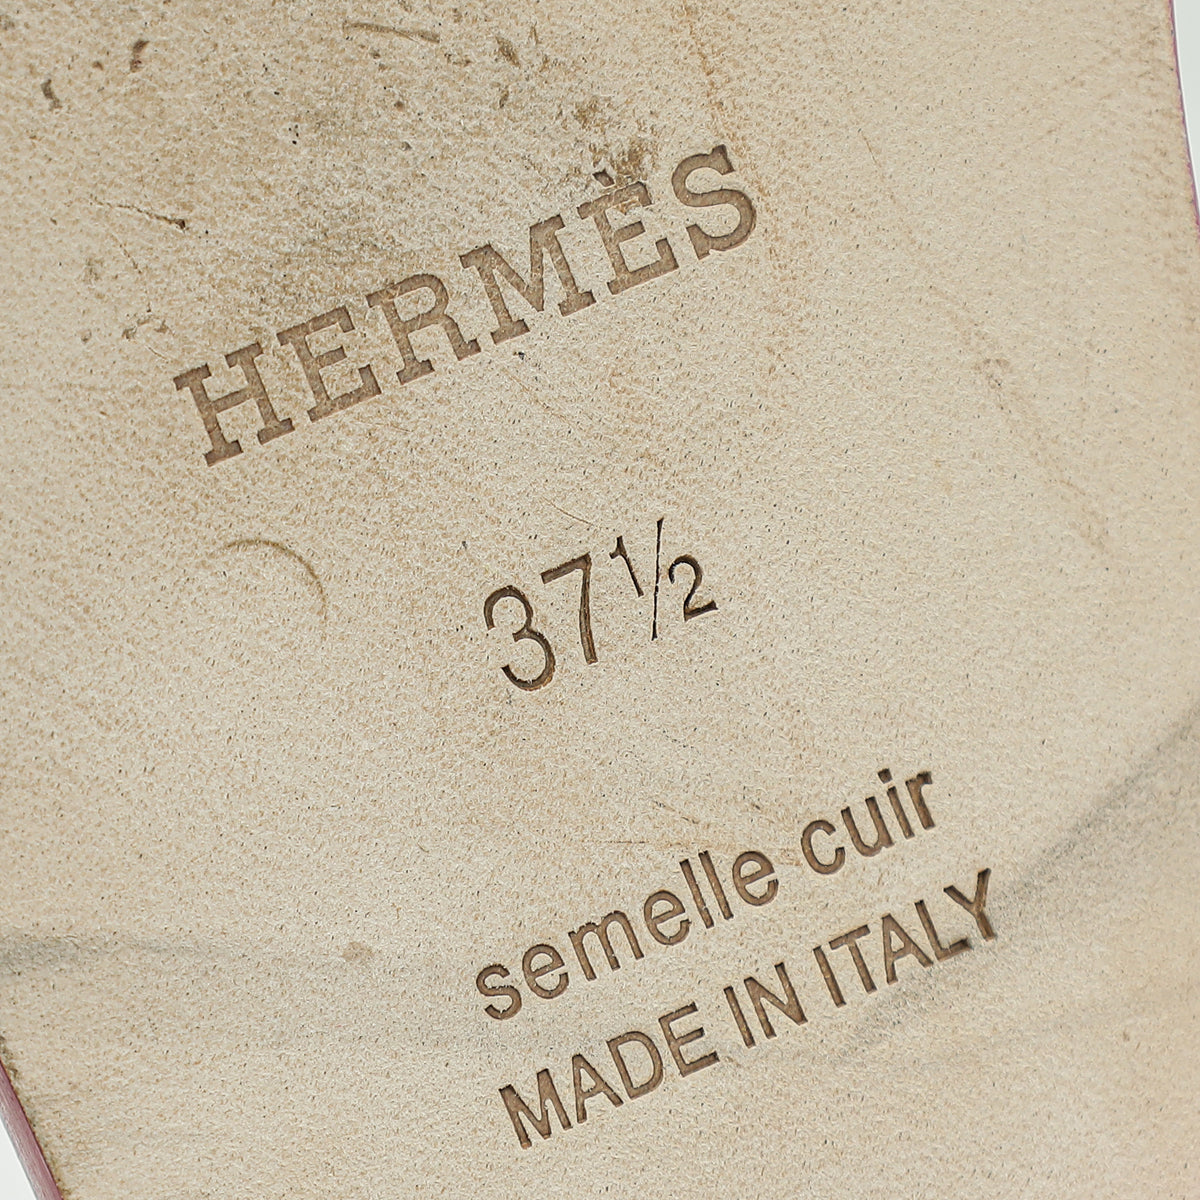 HERMÈS
37½
semelle cuir
MADE IN ITALY